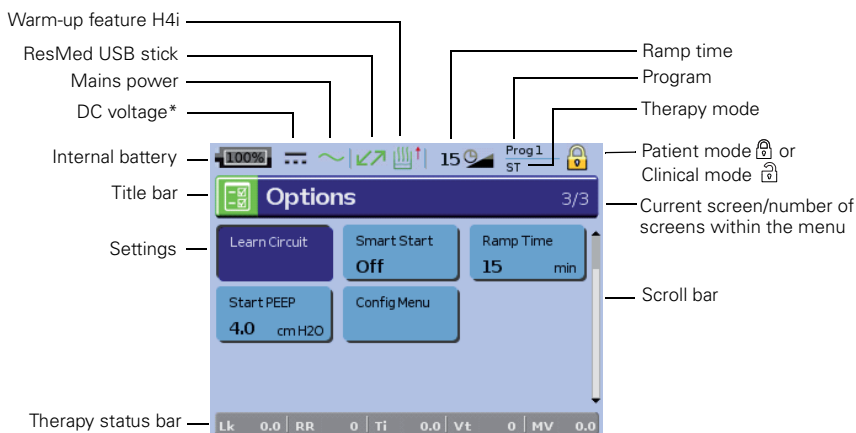 Warm-up feature H4i
ResMed USB stick
Mains power
DC voltage*
Internal battery
Title bar
Settings
Therapy status bar
Ramp time
Program
Therapy mode
Patient mode or
Clinical mode
Current screen/number of
screens within the menu
Scroll bar
100% 15 Prog1
ST
Options 3/3
Learn Circuit
Smart Start
Off
Ramp Time
15 min
Start PEEP
4.0 cm H2O
Config Menu
Lk 0.0 RR 0 Ti 0.0 Vt 0 MV 0.0